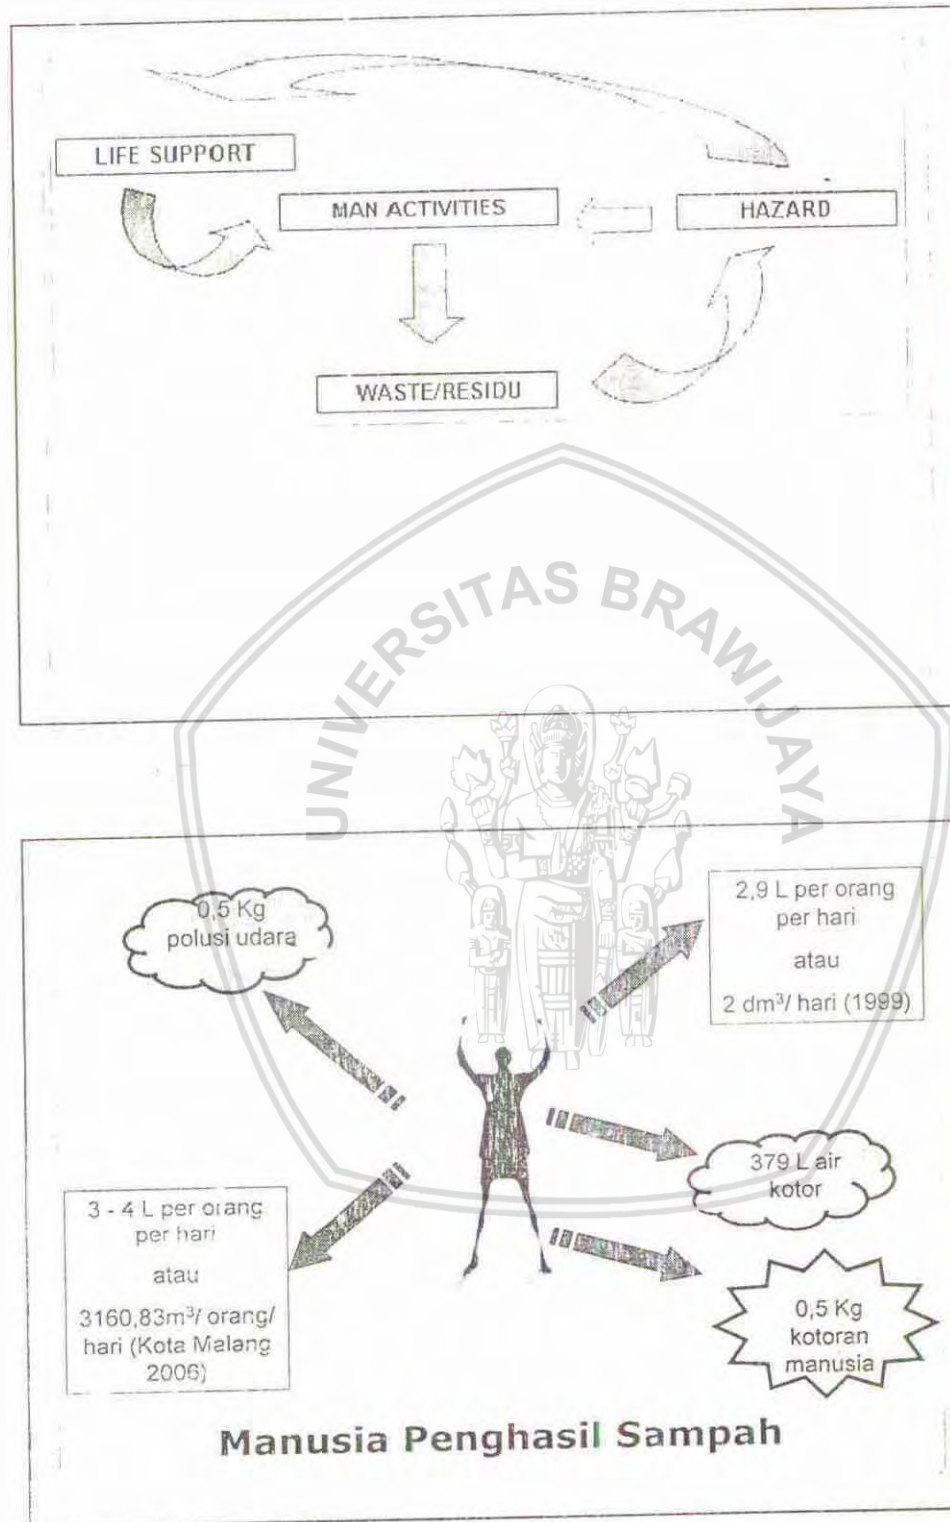 LIFE SUPPORT
MAN ACTIVITIES
HAZARD
WASTE/RESIDU
UNIVERSITAS BRAWIJAYA
0,5 Kg
polusi udara
2,9 L per orang
per hari
atau
2 dm³/ hari (1999)
379 L air
kotor
3 - 4 L per orang
per hari
atau
3160,83m³/ orang/
hari (Kota Malang
2006)
0,5 Kg
kotoran
manusia
Manusia Penghasil Sampah